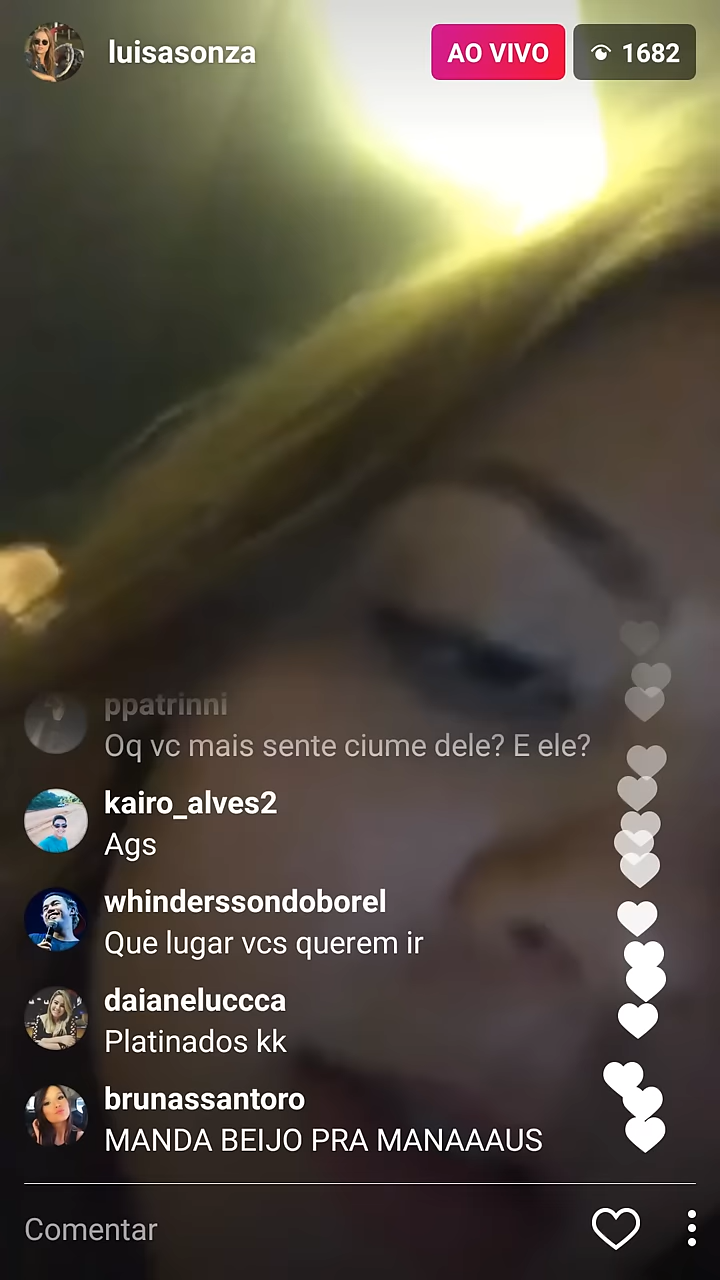 luisasonza
AO VIVO
1682
ppatrinni
Oq vc mais sente ciume dele? E ele?
kairo_alves2
Ags
whinderssondoborel
Que lugar vcs querem ir
daianeluccca
Platinados kk
brunassantoro
MANDA BEIJO PRA MANAAAUS
Comentar